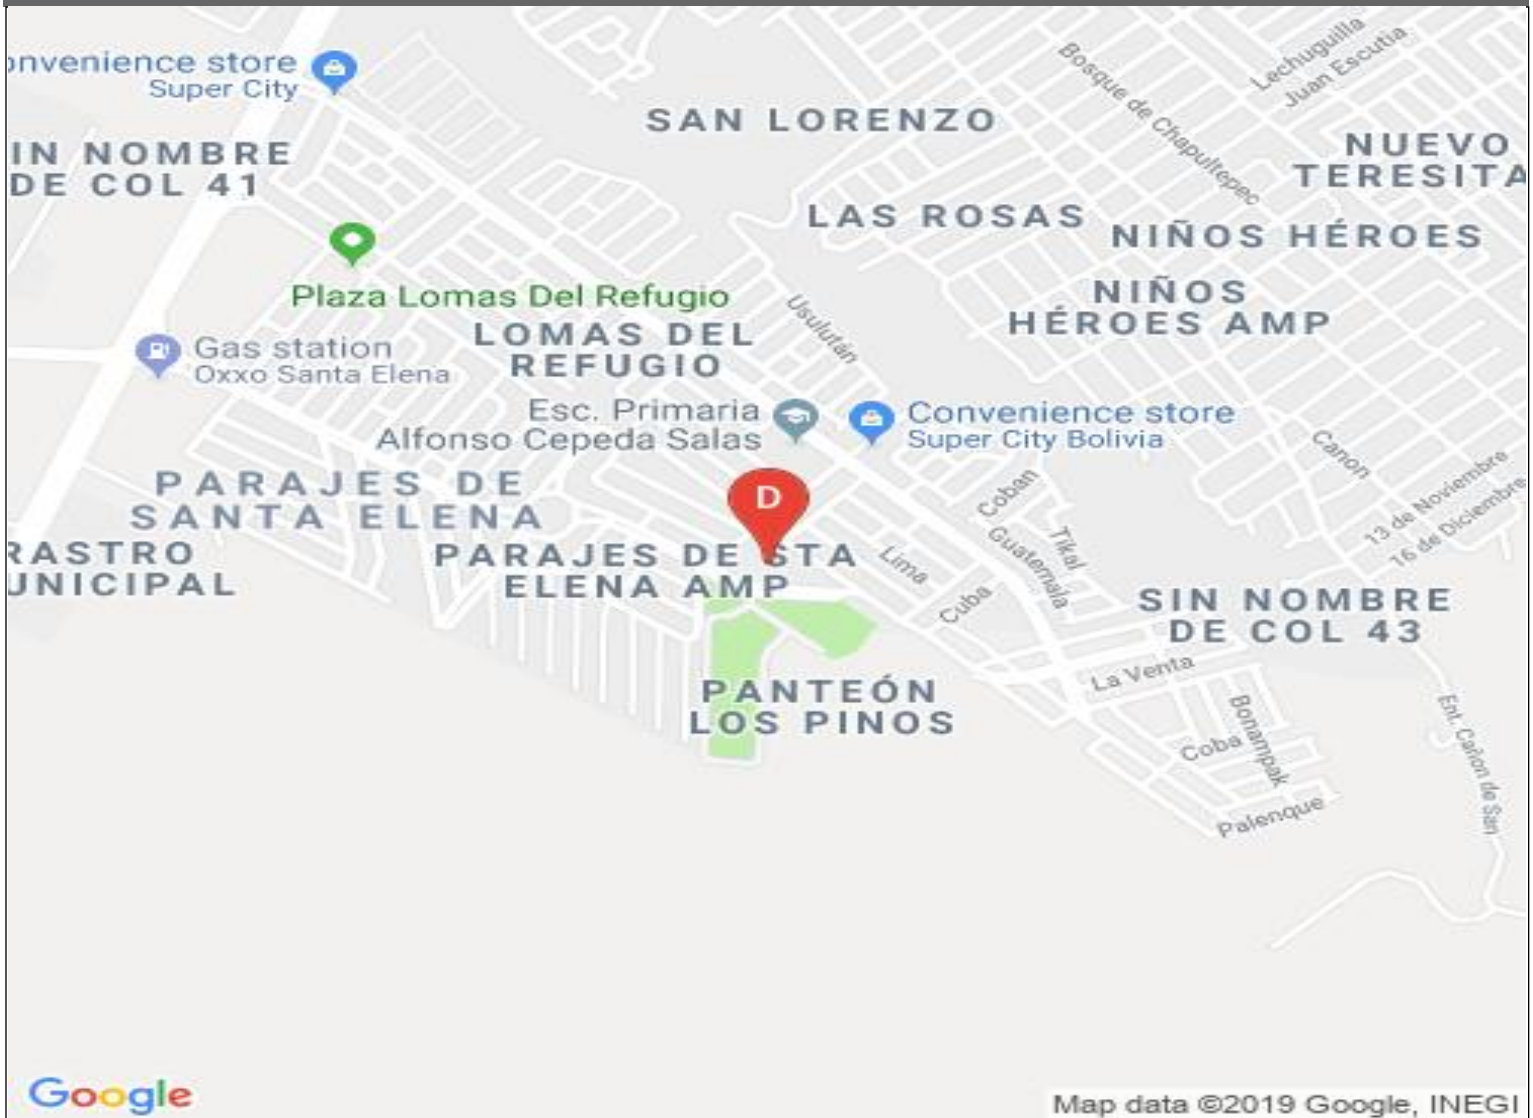 onvenience store
Super City
IN NOMBRE
DE COL 41
SAN LORENZO
Bosque de Chapultepec
Lechuguilla
Juan Escutia
NUEVO
TERESITA
LAS ROSAS
NIÑOS HÉROES
NIÑOS
HÉROES AMP
Plaza Lomas Del Refugio
LOMAS DEL
REFUGIO
Usulután
Gas station
Oxxo Santa Elena
Esc. Primaria
Alfonso Cepeda Salas
Convenience store
Super City Bolivia
Canon
13 de Noviembre
16 de Diciembre
PARAJES DE
SANTA ELENA
D
Coban
Tikal
Guatemala
RASTRO
UNICIPAL
PARAJES DE STA
ELENA AMP
Lima
Cuba
SIN NOMBRE
DE COL 43
PANTEÓN
LOS PINOS
La Venta
Bonampak
Coba
Palenque
Ent. Cañon de San
Google
Map data ©2019 Google, INEGI